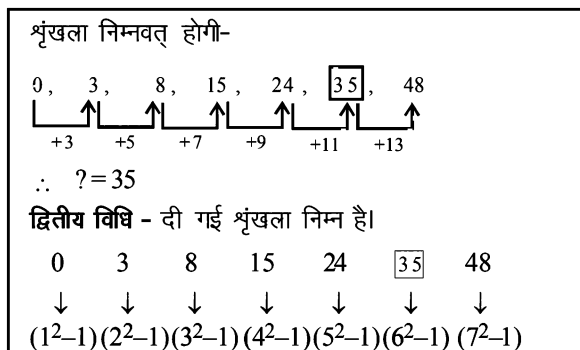 शृंखला निम्नवत् होगी–
0, 3, 8, 15, 24, 35, 48
+3 +5 +7 +9 +11 +13
∴ ?=35
द्वितीय विधि – दी गई शृंखला निम्न है।
0 3 8 15 24 35 48
↓ ↓ ↓ ↓ ↓ ↓ ↓
(1²–1) (2²–1) (3²–1) (4²–1) (5²–1) (6²–1) (7²–1)